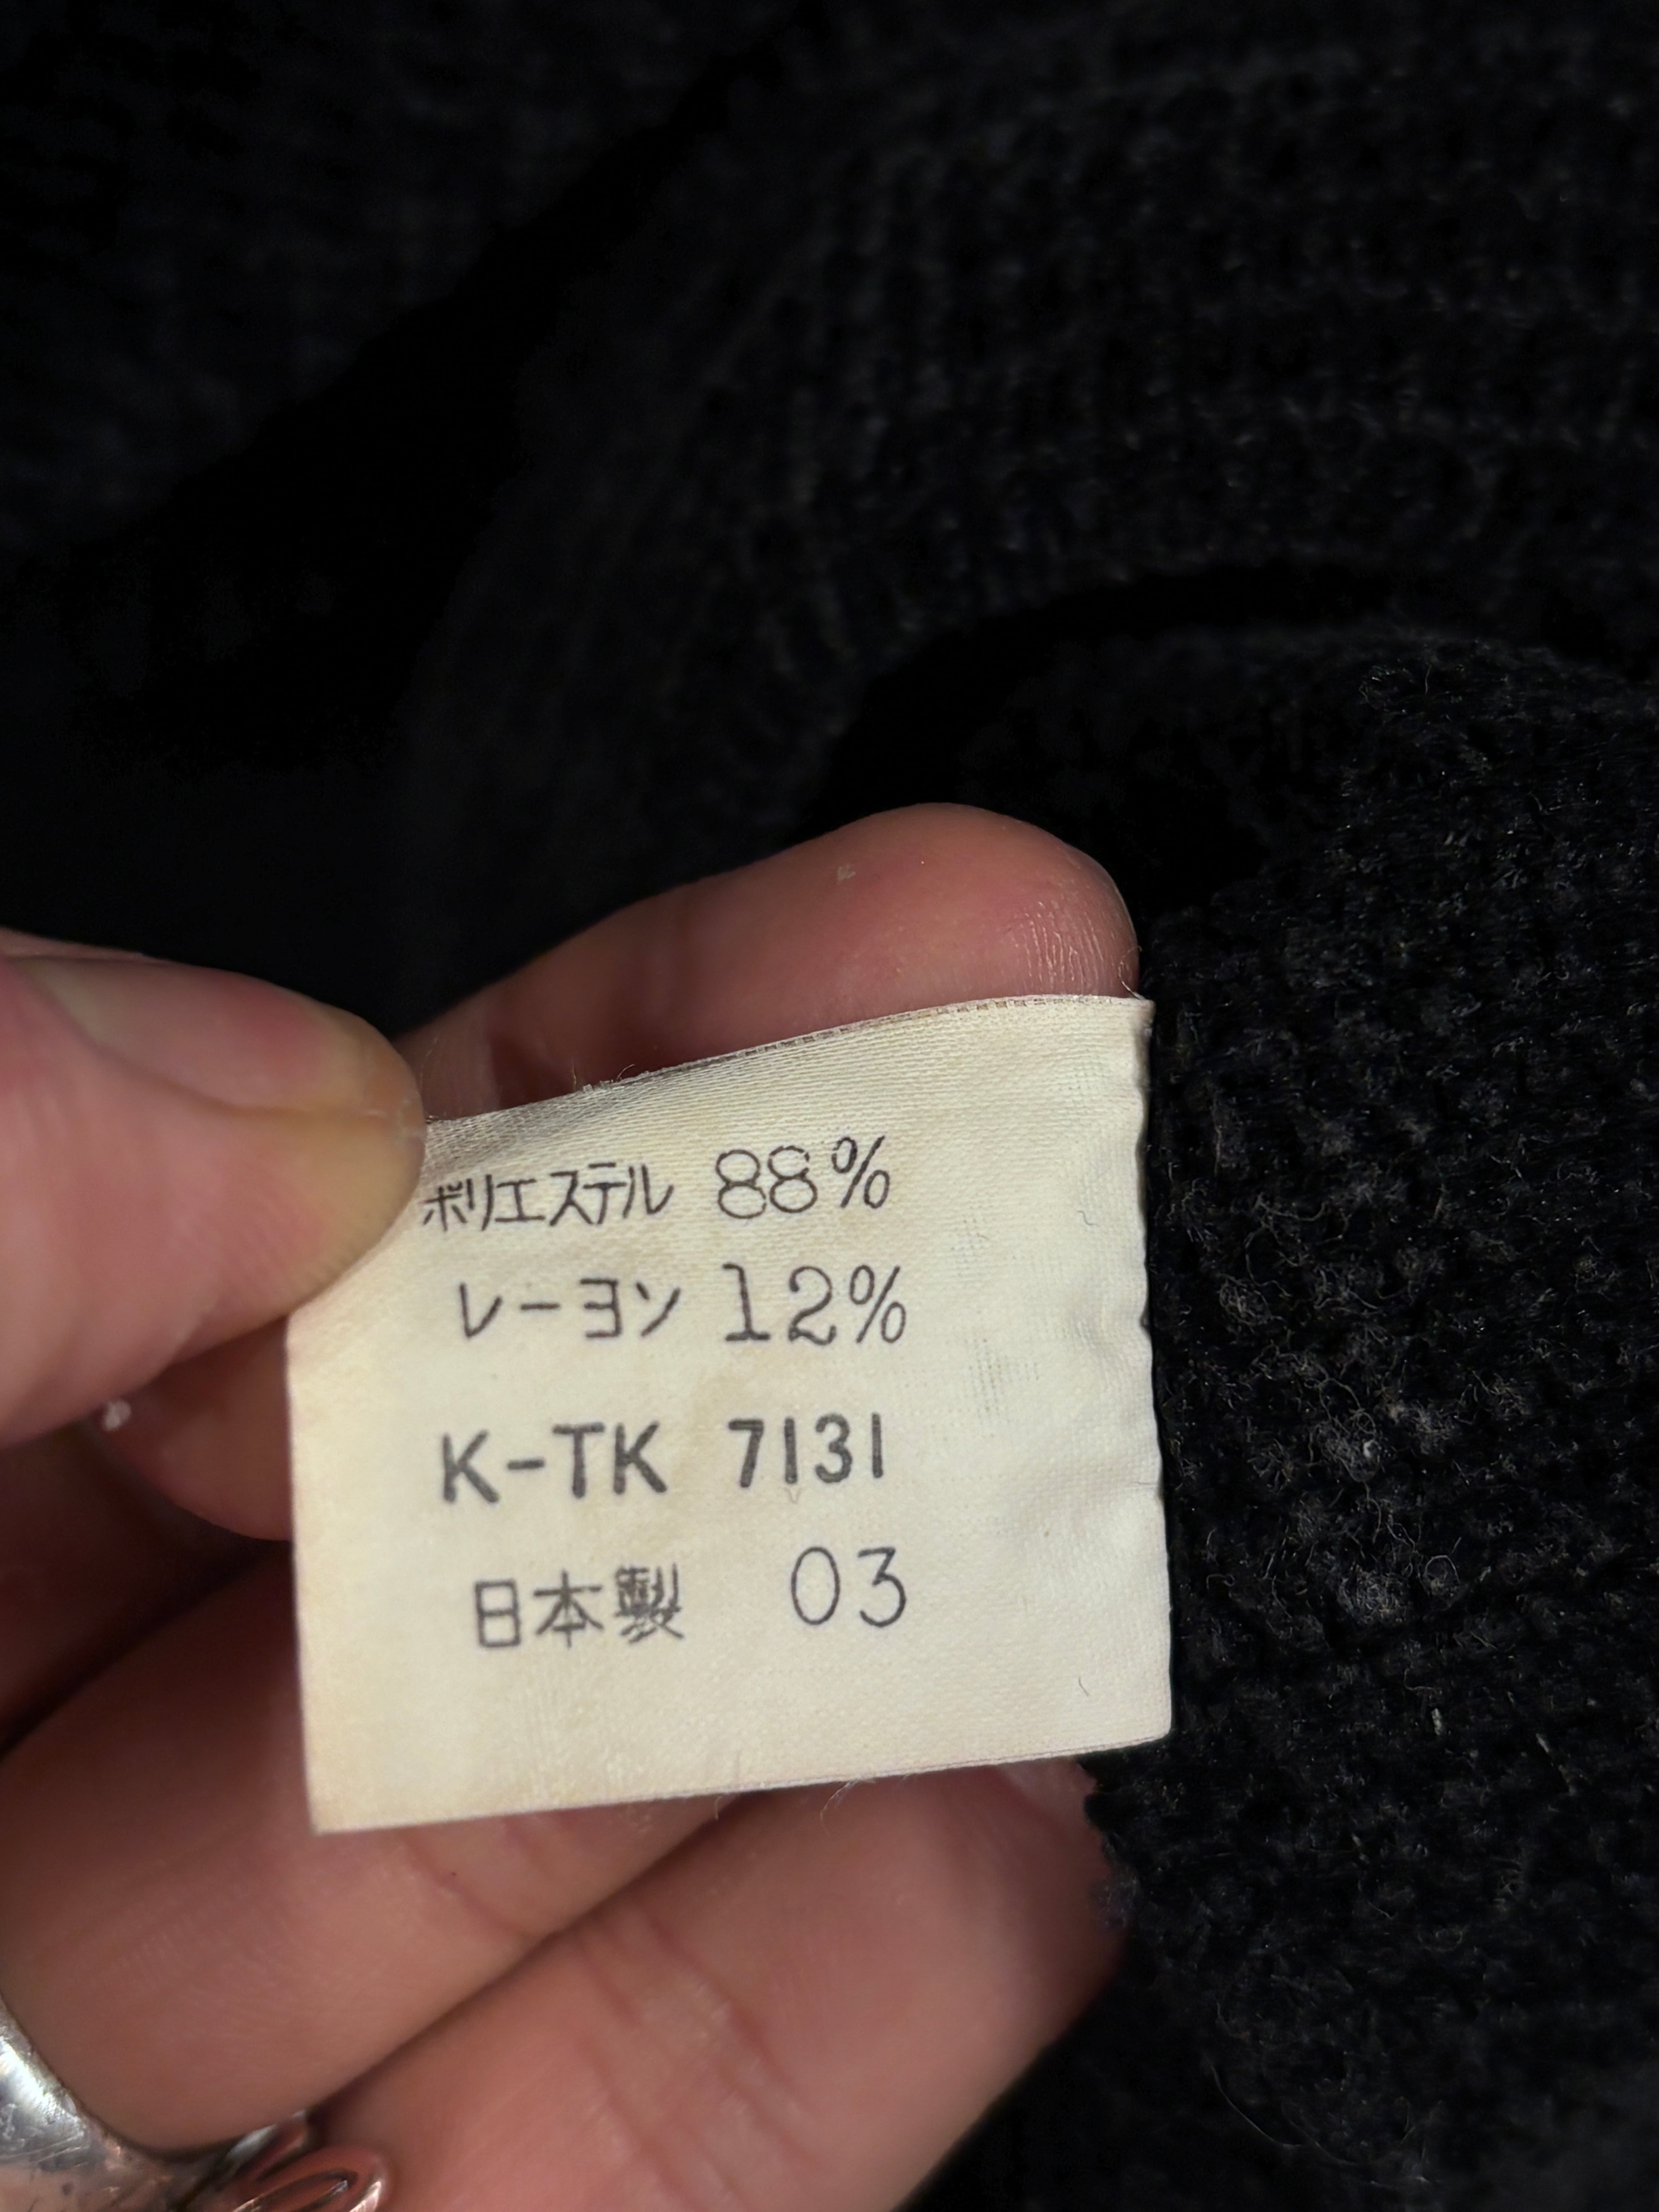 ポリエステル 88%
レーヨン 12%
K-TK 7131
日本製 03